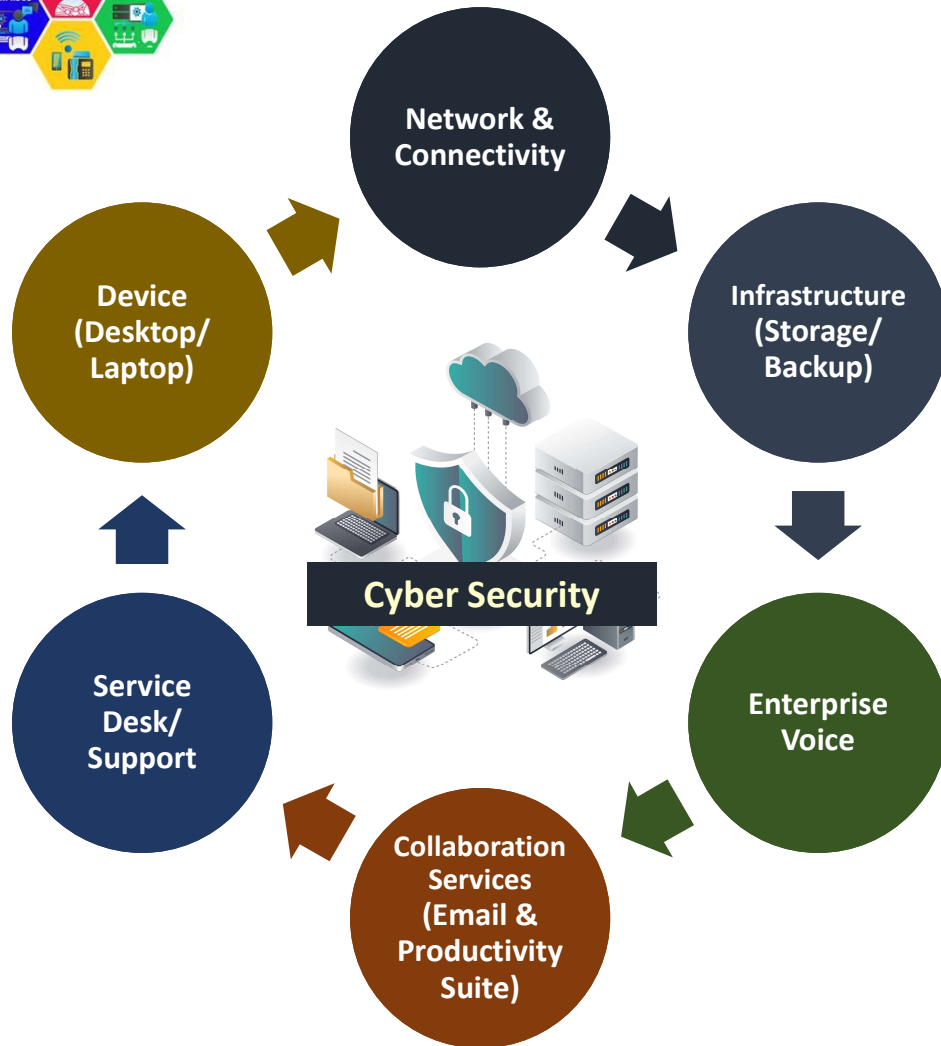 Network &
Connectivity
Infrastructure
(Storage/
Backup)
Enterprise
Voice
Collaboration
Services
(Email &
Productivity
Suite)
Service
Desk/
Support
Device
(Desktop/
Laptop)
Cyber Security